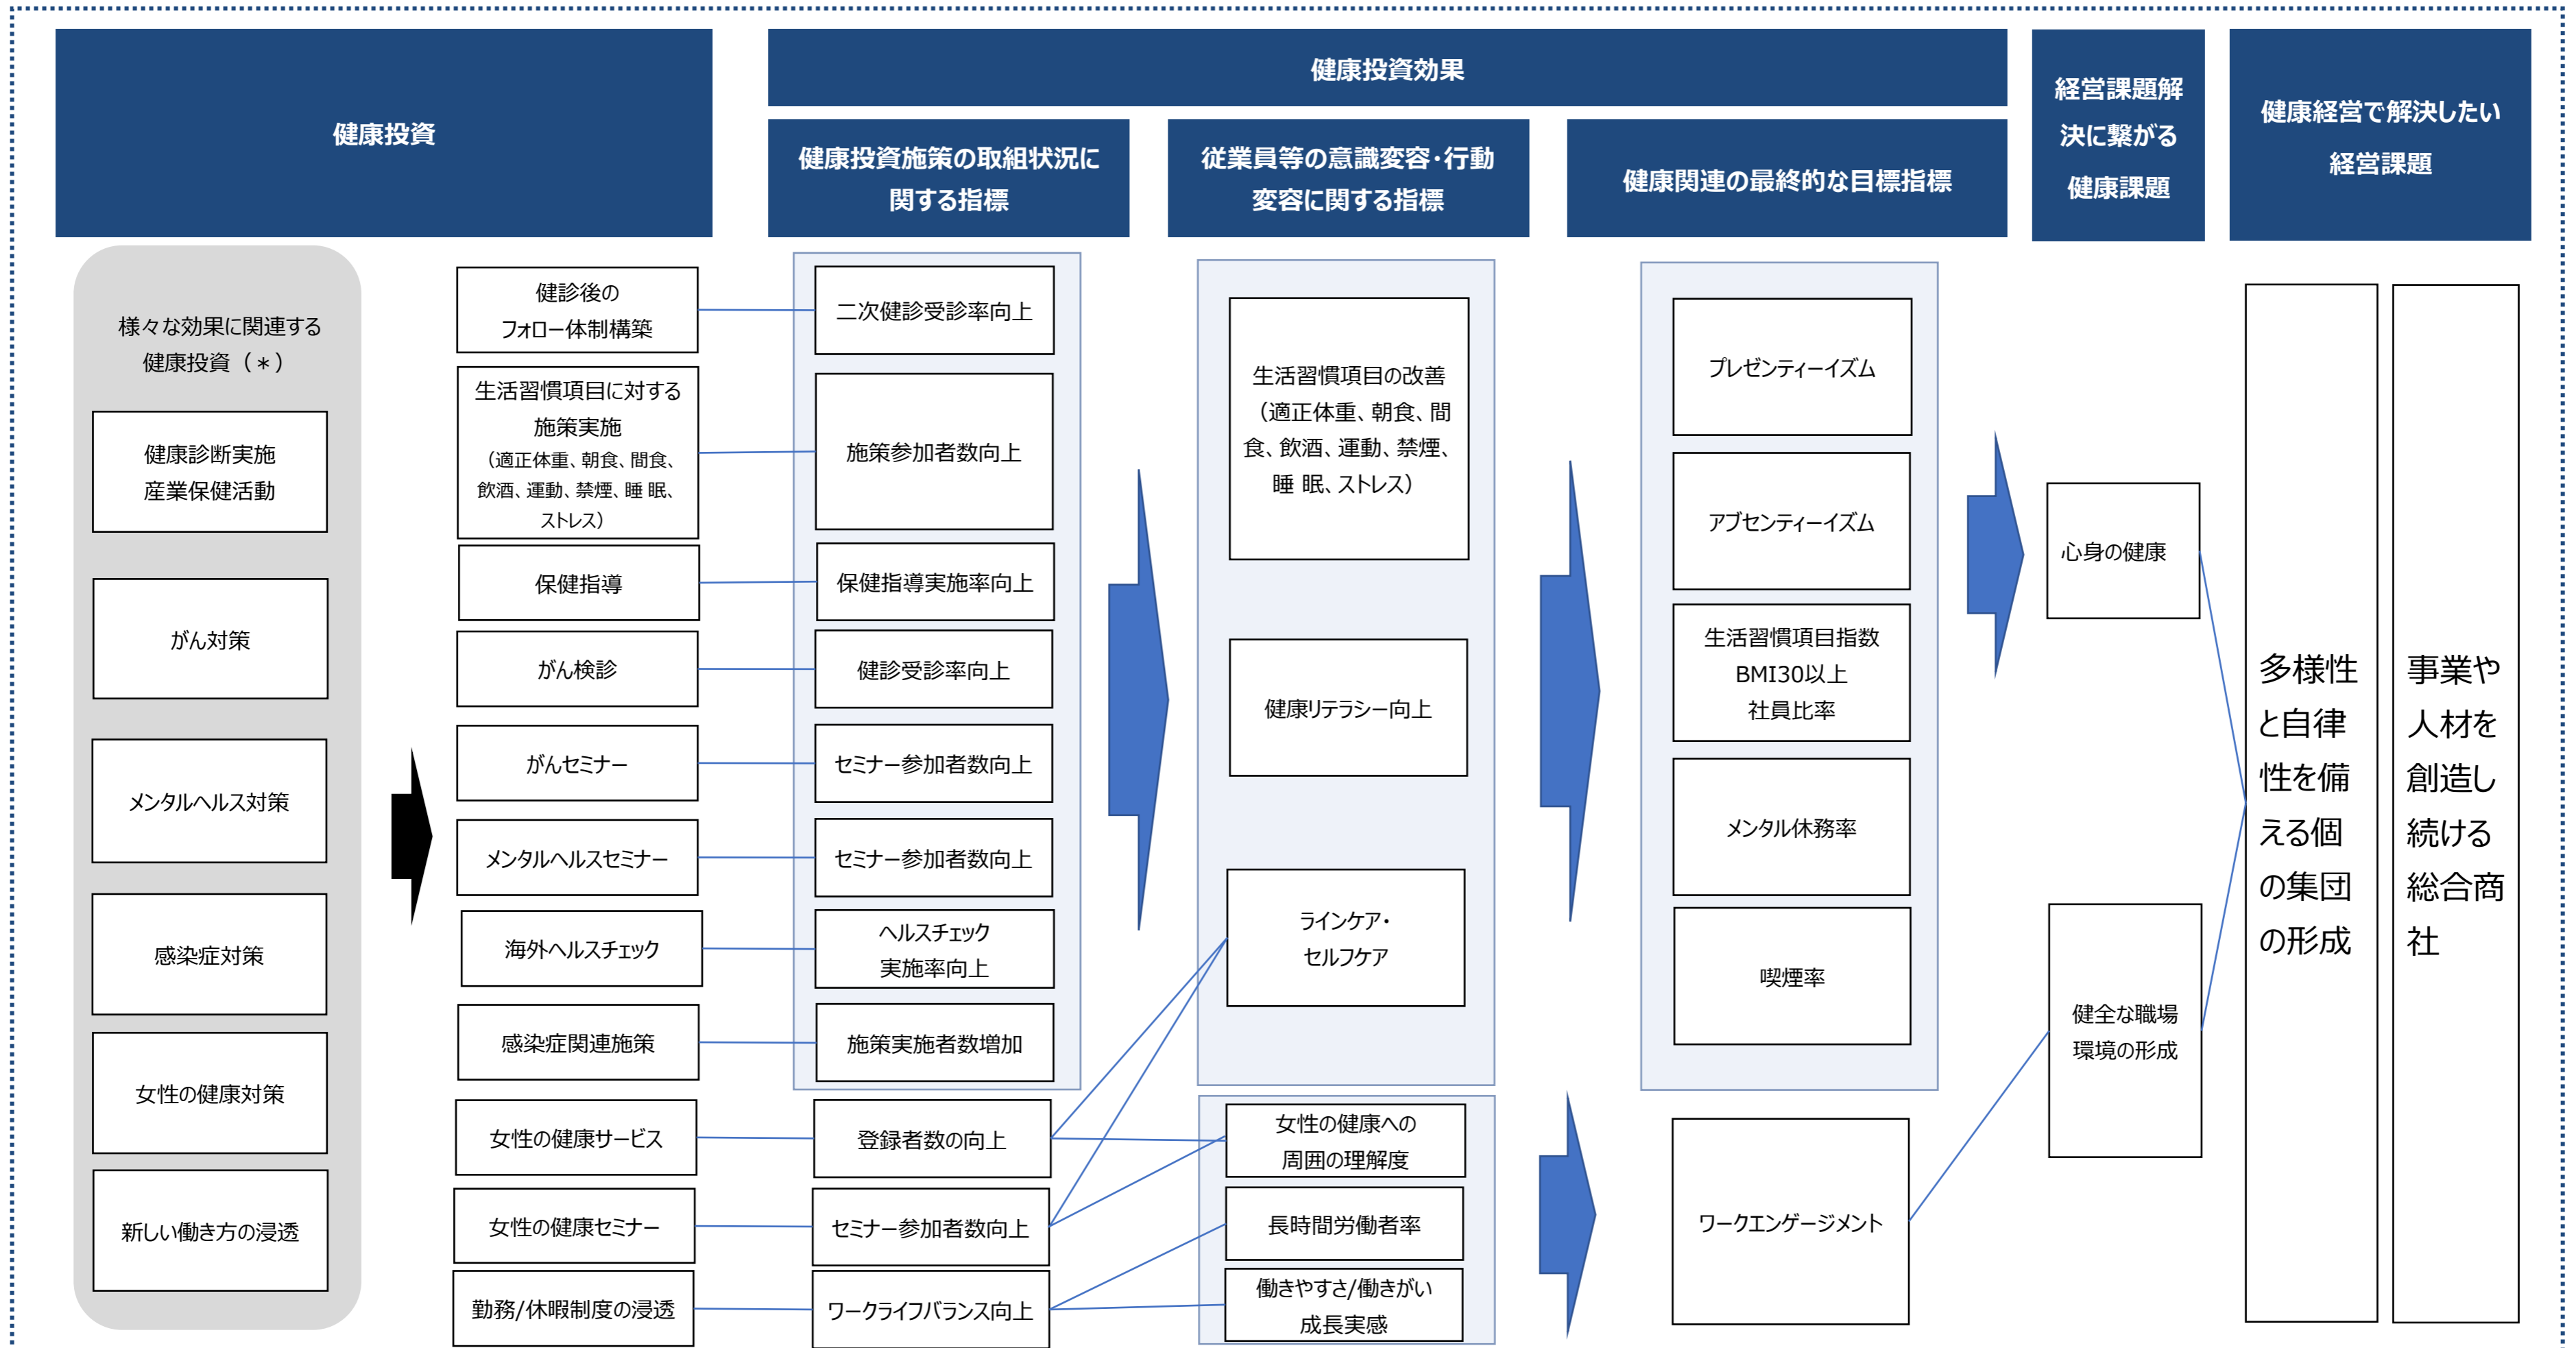 健康投資
健康投資効果
健康投資施策の取組状況に
関する指標
従業員等の意識変容・行動
変容に関する指標
健康関連の最終的な目標指標
経営課題解
決に繋がる
健康課題
健康経営で解決したい
経営課題
様々な効果に関連する
健康投資（＊）
健康診断実施
産業保健活動
がん対策
メンタルヘルス対策
感染症対策
女性の健康対策
新しい働き方の浸透
健診後の
フォロー体制構築
生活習慣項目に対する
施策実施
（適正体重、朝食、間食、
飲酒、運動、禁煙、睡 眠、
ストレス）
保健指導
がん検診
がんセミナー
メンタルヘルスセミナー
海外ヘルスチェック
感染症関連施策
女性の健康サービス
女性の健康セミナー
勤務/休暇制度の浸透
二次健診受診率向上
施策参加者数向上
保健指導実施率向上
健診受診率向上
セミナー参加者数向上
セミナー参加者数向上
ヘルスチェック
実施率向上
施策実施者数増加
登録者数の向上
セミナー参加者数向上
ワークライフバランス向上
生活習慣項目の改善
（適正体重、朝食、間
食、飲酒、運動、禁煙、
睡 眠、ストレス）
健康リテラシー向上
ラインケア・
セルフケア
女性の健康への
周囲の理解度
長時間労働者率
働きやすさ/働きがい
成長実感
プレゼンティーイズム
アブセンティーイズム
生活習慣項目指数
BMI30以上
社員比率
メンタル休務率
喫煙率
ワークエンゲージメント
心身の健康
健全な職場
環境の形成
多様性
と自律
性を備
える個
の集団
の形成
事業や
人材を
創造し
続ける
総合商
社